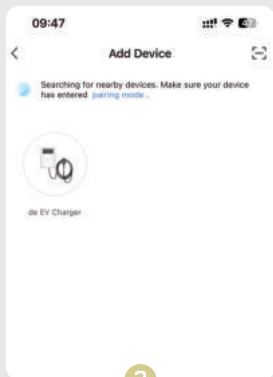 09:47
Add Device
Searching for nearby devices. Make sure your device
has entered pairing mode .
de EV Charger